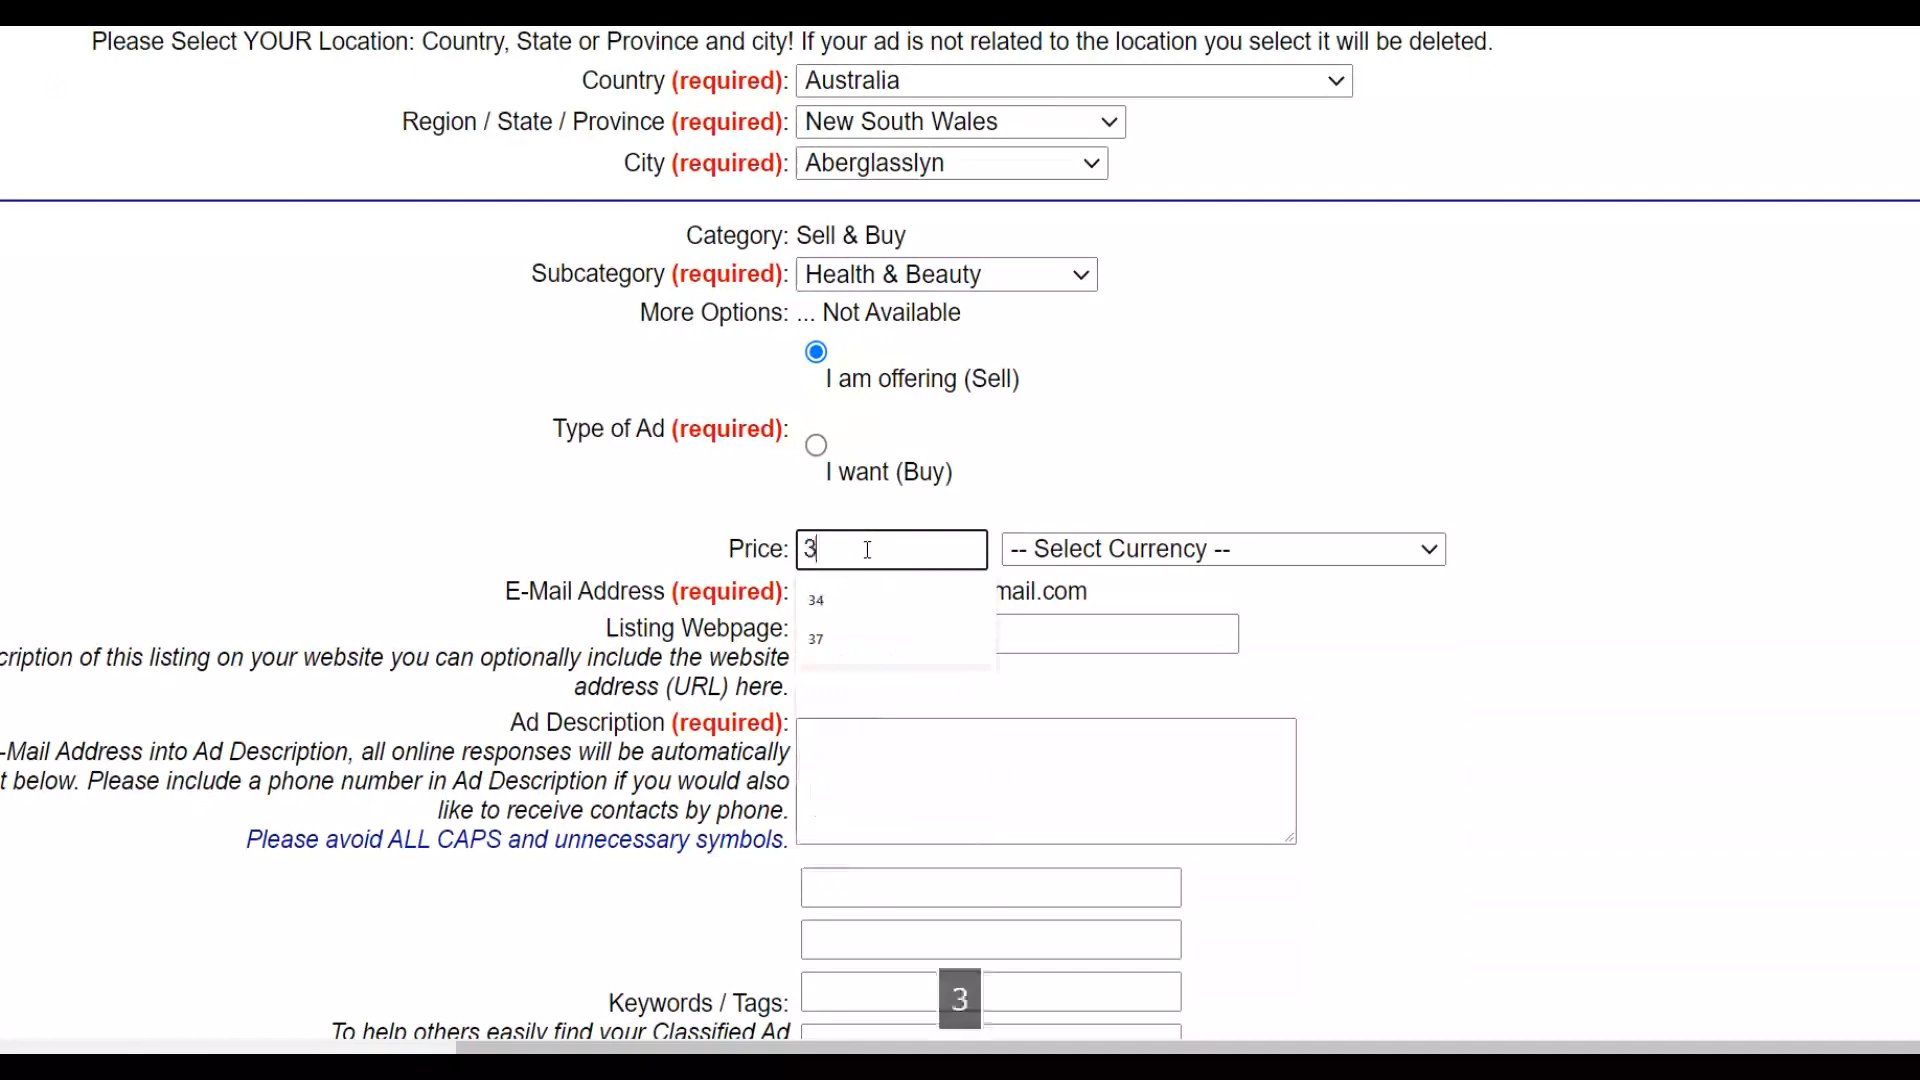 Please Select YOUR Location: Country, State or Province and city! If your ad is not related to the location you select it will be deleted.
Country (required): Australia
Region / State / Province (required): New South Wales
City (required): Aberglasslyn
Category: Sell & Buy
Subcategory (required): Health & Beauty
More Options: ... Not Available
I am offering (Sell)
Type of Ad (required):
I want (Buy)
Price: 3 -- Select Currency --
E-Mail Address (required): mail.com
34
Listing Webpage:
37
cription of this listing on your website you can optionally include the website
address (URL) here.
Ad Description (required):
-Mail Address into Ad Description, all online responses will be automatically
t below. Please include a phone number in Ad Description if you would also
like to receive contacts by phone.
Please avoid ALL CAPS and unnecessary symbols.
Keywords / Tags:
3
To help others easily find your Classified Ad